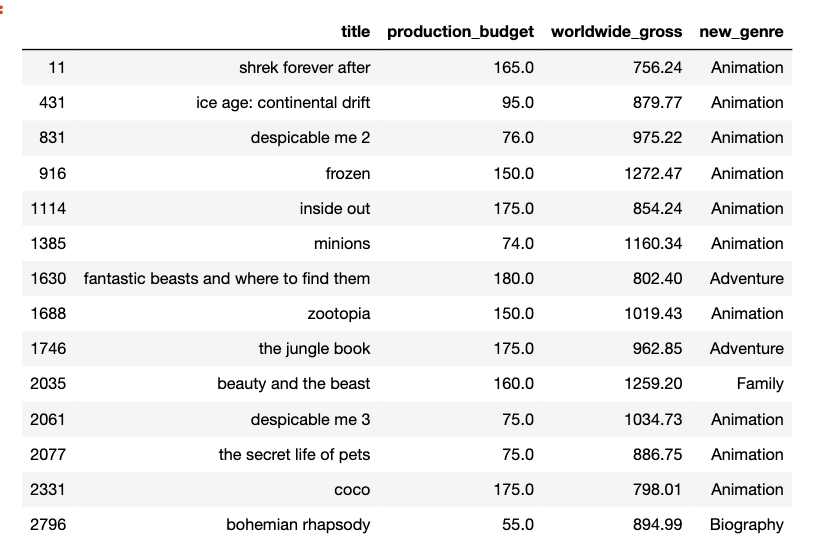 title production_budget worldwide_gross new_genre
11 shrek forever after 165.0 756.24 Animation
431 ice age: continental drift 95.0 879.77 Animation
831 despicable me 2 76.0 975.22 Animation
916 frozen 150.0 1272.47 Animation
1114 inside out 175.0 854.24 Animation
1385 minions 74.0 1160.34 Animation
1630 fantastic beasts and where to find them 180.0 802.40 Adventure
1688 zootopia 150.0 1019.43 Animation
1746 the jungle book 175.0 962.85 Adventure
2035 beauty and the beast 160.0 1259.20 Family
2061 despicable me 3 75.0 1034.73 Animation
2077 the secret life of pets 75.0 886.75 Animation
2331 coco 175.0 798.01 Animation
2796 bohemian rhapsody 55.0 894.99 Biography